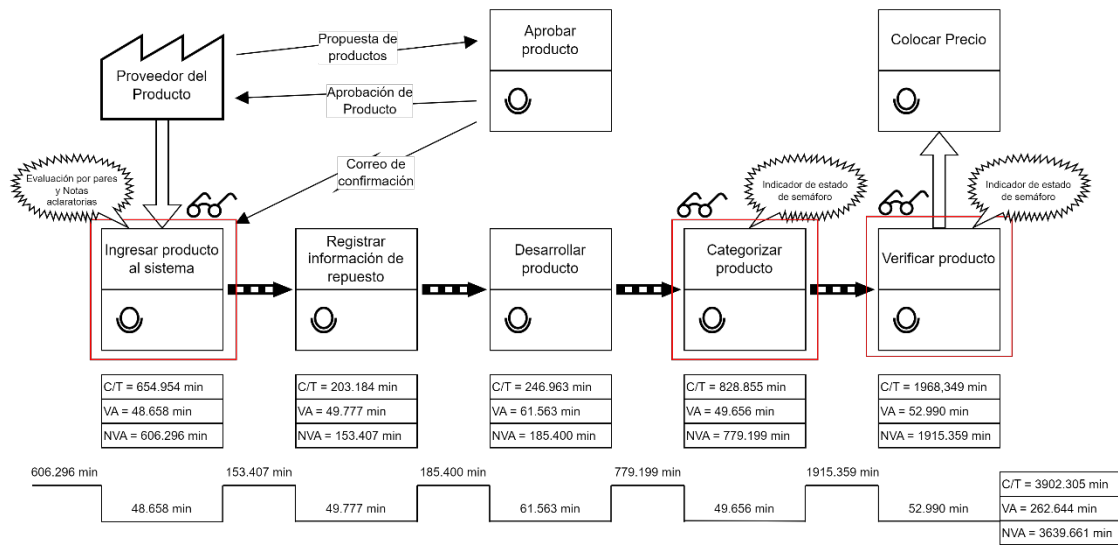 Proveedor del
Producto
Propuesta de
productos
Aprobación de
Producto
Correo de
confirmación
Aprobar
producto
Colocar Precio
Evaluación por pares
y Notas
aclaratorias
Indicador de estado
de semáforo
Indicador de estado
de semáforo
Ingresar producto
al sistema
Registrar
información de
repuesto
Desarrollar
producto
Categorizar
producto
Verificar producto
C/T = 654.954 min
VA = 48.658 min
NVA = 606.296 min
C/T = 203.184 min
VA = 49.777 min
NVA = 153.407 min
C/T = 246.963 min
VA = 61.563 min
NVA = 185.400 min
C/T = 828.855 min
VA = 49.656 min
NVA = 779.199 min
C/T = 1968,349 min
VA = 52.990 min
NVA = 1915.359 min
606.296 min
153.407 min
185.400 min
779.199 min
1915.359 min
48.658 min
49.777 min
61.563 min
49.656 min
52.990 min
C/T = 3902.305 min
VA = 262.644 min
NVA = 3639.661 min